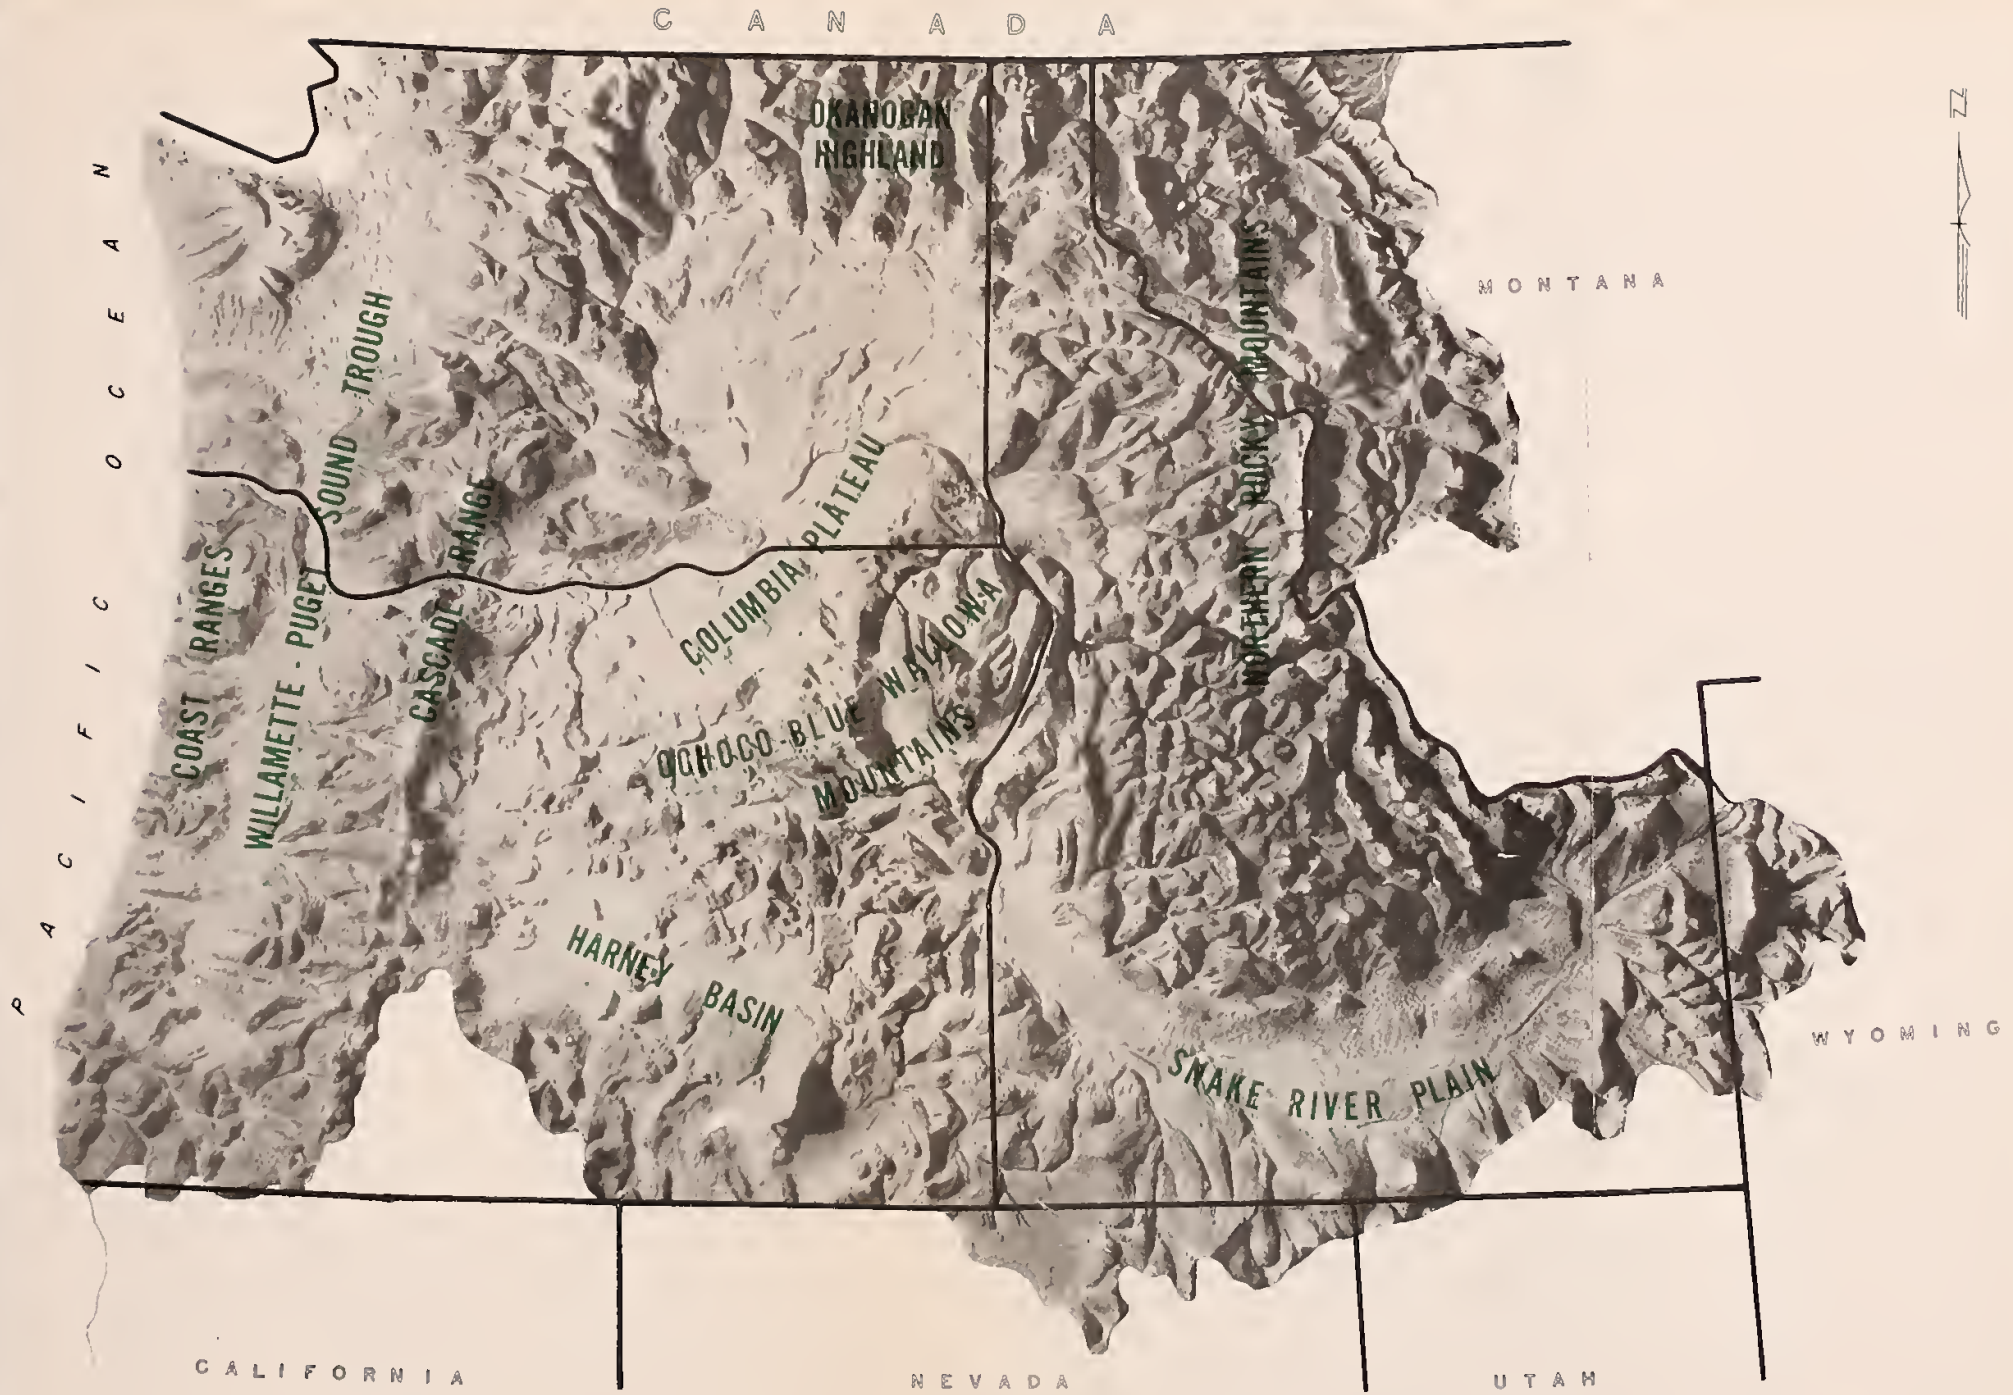 CANADA
OKANOGAN
HIGHLAND
PACIFIC OCEAN
MONTANA
WILLAMETTE - PUGET SOUND TROUGH
NORTHERN ROCKY MOUNTAINS
COAST RANGES
CASCADE RANGE
COLUMBIA PLATEAU
OCHOCO BLUE WALLOWA
MOUNTAINS
HARNEY BASIN
SNAKE RIVER PLAIN
WYOMING
CALIFORNIA
NEVADA
UTAH
N